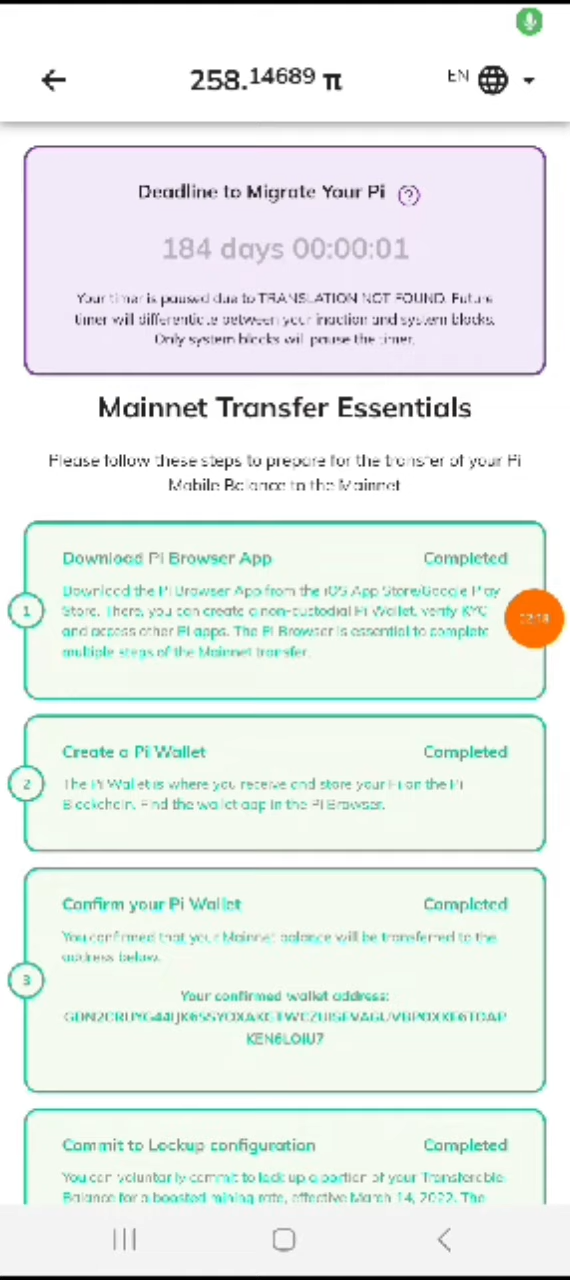 258.14689 π
EN
Deadline to Migrate Your Pi ?
184 days 00:00:01
Your timer is paused due to TRANSLATION NOT FOUND. Future
timer will differentiate between your inaction and system blocks.
Only system blocks will pause the timer.
Mainnet Transfer Essentials
Please follow these steps to prepare for the transfer of your Pi
Mobile Balance to the Mainnet
Download Pi Browser App Completed
1
Download the Pi Browser App from the iOS App Store/Google Play
Store. There, you can create a non-custodial Pi Wallet, verify KYC
and access other Pi apps. The Pi Browser is essential to complete
multiple steps of the Mainnet transfer.
Create a Pi Wallet Completed
2
The Pi Wallet is where you receive and store your Pi on the Pi
Blockchain. Find the wallet app in the Pi Browser.
Confirm your Pi Wallet Completed
You confirmed that your Mainnet balance will be transferred to the
address below.
3
Your confirmed wallet address:
KEN6LOIU7
Commit to Lockup configuration Completed
You can voluntarily commit to lock up a portion of your Transferable
Balance for a boosted mining rate, effective March 14, 2022. The